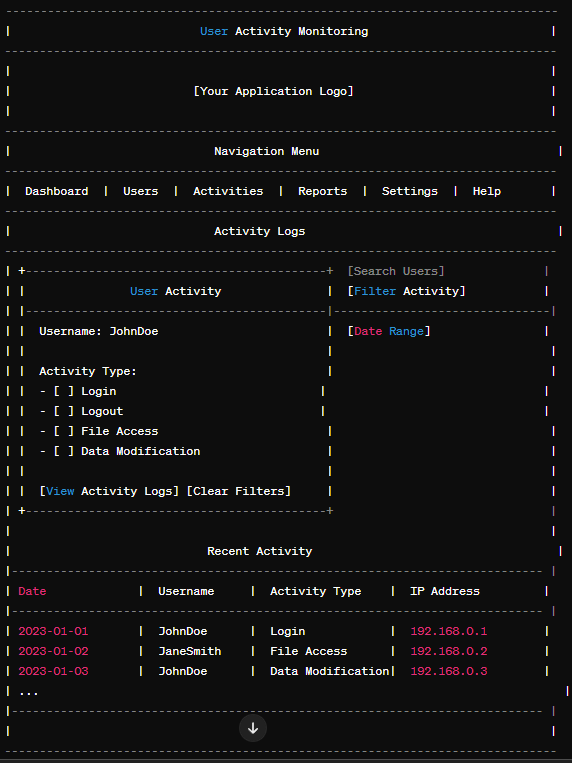 User Activity Monitoring
[Your Application Logo]
Navigation Menu
| Dashboard | Users | Activities | Reports | Settings | Help |
Activity Logs
[Search Users]
User Activity | [Filter Activity]
Username: JohnDoe | [Date Range]
Activity Type:
- [ ] Login
- [ ] Logout
- [ ] File Access
- [ ] Data Modification
[View Activity Logs] [Clear Filters]
Recent Activity
| Date | Username | Activity Type | IP Address |
| 2023-01-01 | JohnDoe | Login | 192.168.0.1 |
| 2023-01-02 | JaneSmith | File Access | 192.168.0.2 |
| 2023-01-03 | JohnDoe | Data Modification| 192.168.0.3 |
| ... |